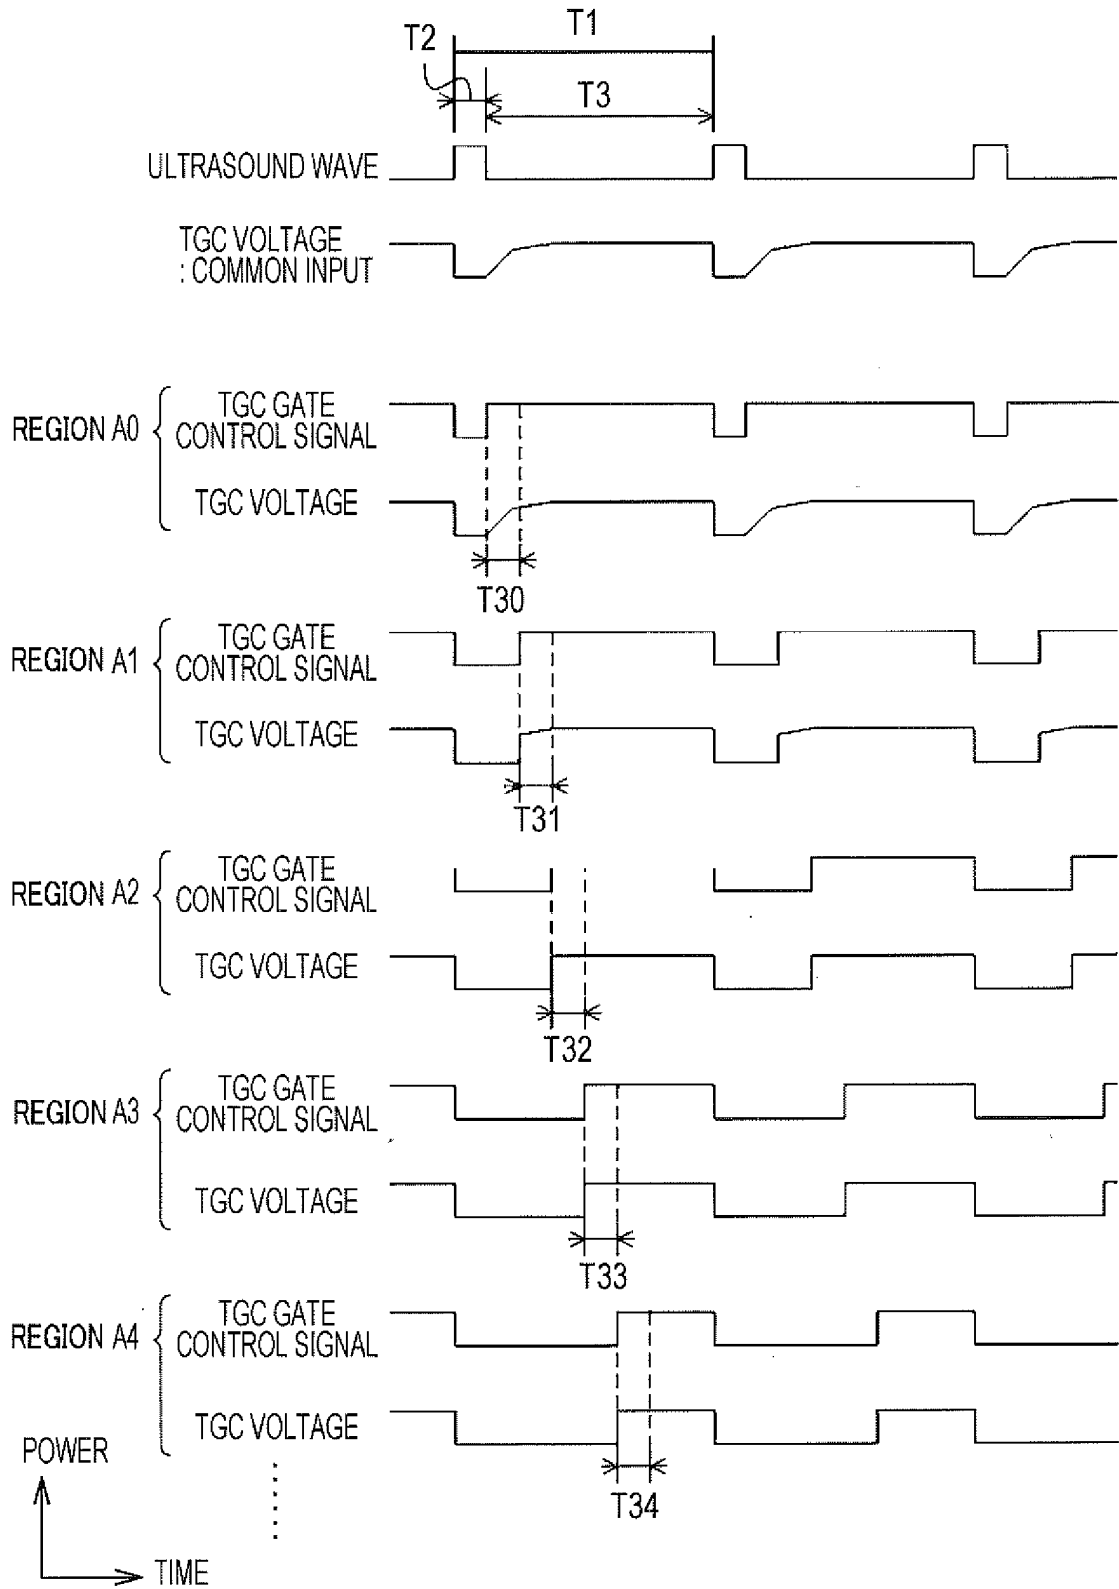 T1
T2
T3
ULTRASOUND WAVE
TGC VOLTAGE
: COMMON INPUT
REGION A0
TGC GATE
CONTROL SIGNAL
TGC VOLTAGE
T30
REGION A1
TGC GATE
CONTROL SIGNAL
TGC VOLTAGE
T31
REGION A2
TGC GATE
CONTROL SIGNAL
TGC VOLTAGE
T32
REGION A3
TGC GATE
CONTROL SIGNAL
TGC VOLTAGE
T33
REGION A4
TGC GATE
CONTROL SIGNAL
TGC VOLTAGE
T34
POWER
TIME